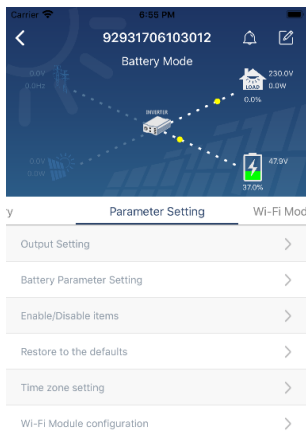 Carrier 6:55 PM
92931706103012
Battery Mode
0.0V
0.0HZ
230.0V
0.0W
LOAD
0.0%
INVERTER
0.0V
0.0W
47.9V
37.0%
y Parameter Setting Wi-Fi Mod
Output Setting
Battery Parameter Setting
Enable/Disable items
Restore to the defaults
Time zone setting
Wi-Fi Module configuration